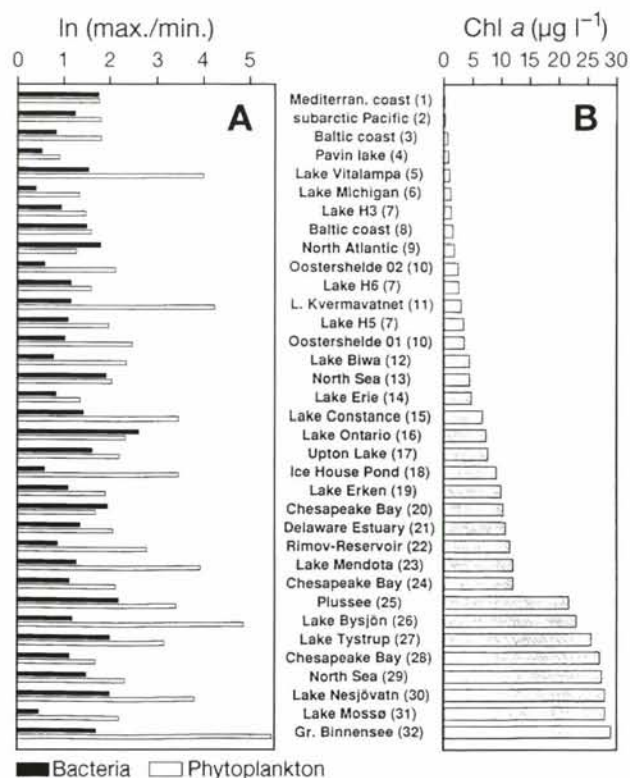 ln (max./min.)
0 1 2 3 4 5
Chl a (µg l⁻¹)
0 5 10 15 20 25 30
A
B
Mediterran. coast (1)
subarctic Pacific (2)
Baltic coast (3)
Pavin lake (4)
Lake Vitalampa (5)
Lake Michigan (6)
Lake H3 (7)
Baltic coast (8)
North Atlantic (9)
Oostershelde 02 (10)
Lake H6 (7)
L. Kvermavatnet (11)
Lake H5 (7)
Oostershelde 01 (10)
Lake Biwa (12)
North Sea (13)
Lake Erie (14)
Lake Constance (15)
Lake Ontario (16)
Upton Lake (17)
Ice House Pond (18)
Lake Erken (19)
Chesapeake Bay (20)
Delaware Estuary (21)
Rimov-Reservoir (22)
Lake Mendota (23)
Chesapeake Bay (24)
Plussee (25)
Lake Bysjön (26)
Lake Tystrup (27)
Chesapeake Bay (28)
North Sea (29)
Lake Nesjøvatn (30)
Lake Mossø (31)
Gr. Binnensee (32)
Bacteria Phytoplankton